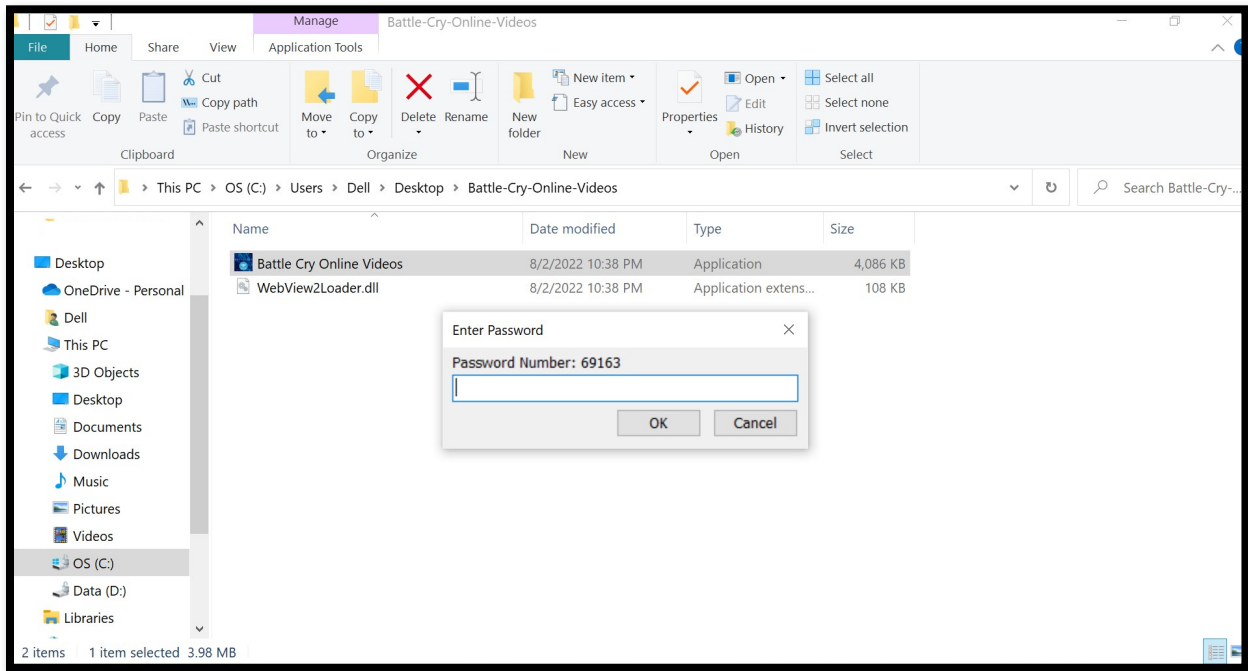 Manage Battle-Cry-Online-Videos
File Home Share View Application Tools
Pin to Quick access
Copy
Paste
Cut
Copy path
Paste shortcut
Clipboard
Move to
Copy to
Delete
Rename
Organize
New folder
New item
Easy access
New
Properties
Open
Edit
History
Open
Select all
Select none
Invert selection
Select
This PC > OS (C:) > Users > Dell > Desktop > Battle-Cry-Online-Videos
Search Battle-Cry-...
Name Date modified Type Size
Battle Cry Online Videos 8/2/2022 10:38 PM Application 4,086 KB
WebView2Loader.dll 8/2/2022 10:38 PM Application extens... 108 KB
Desktop
OneDrive - Personal
Dell
This PC
3D Objects
Desktop
Documents
Downloads
Music
Pictures
Videos
OS (C:)
Data (D:)
Libraries
Enter Password
Password Number: 69163
OK Cancel
2 items 1 item selected 3.98 MB